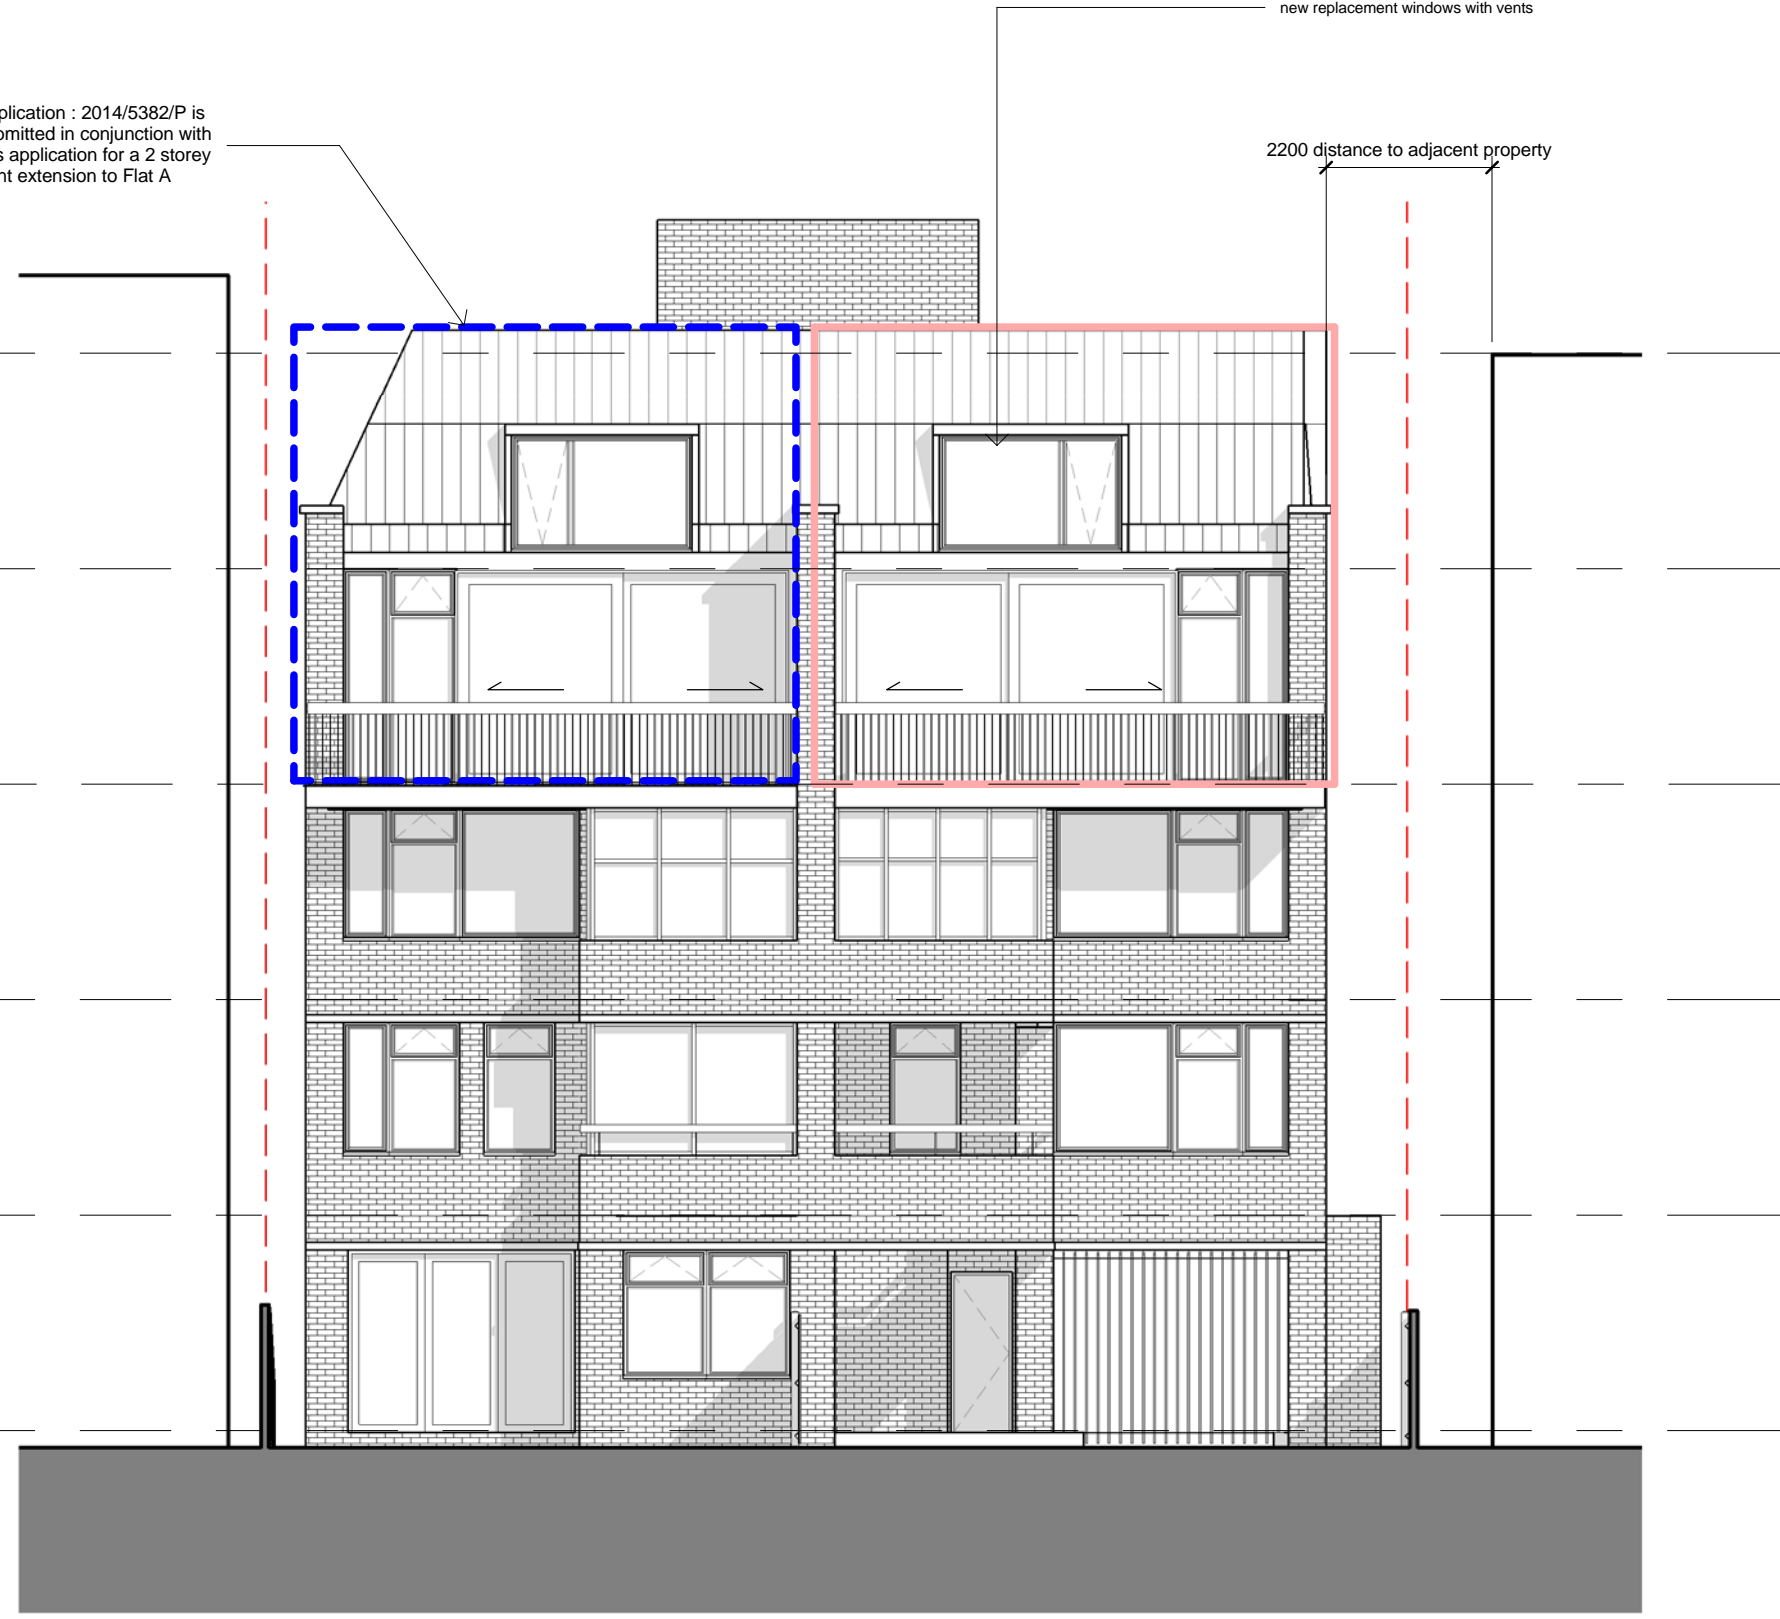 new replacement windows with vents
plication : 2014/5382/P is
omitted in conjunction with
s application for a 2 storey
nt extension to Flat A
2200 distance to adjacent property